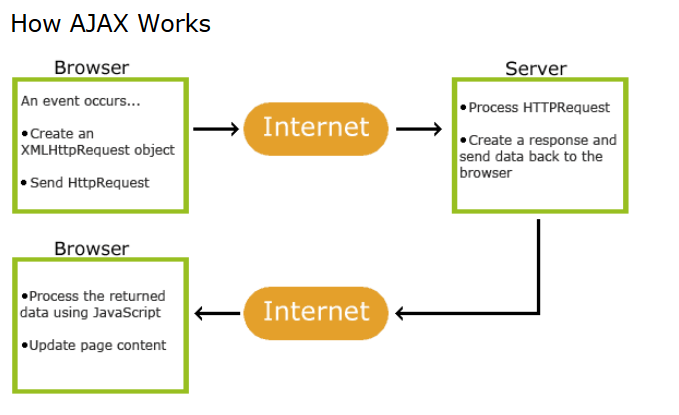 How AJAX Works
Browser
An event occurs...
•Create an
XMLHttpRequest object
•Send HttpRequest
Internet
Server
•Process HTTPRequest
•Create a response and
send data back to the
browser
Browser
•Process the returned
data using JavaScript
•Update page content
Internet